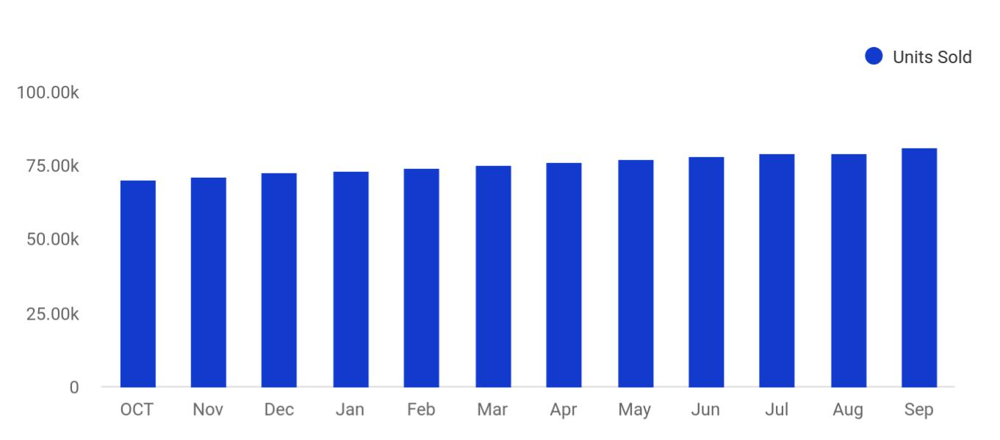 Units Sold
100.00k
75.00k
50.00k
25.00k
0
OCT Nov Dec Jan Feb Mar Apr May Jun Jul Aug Sep